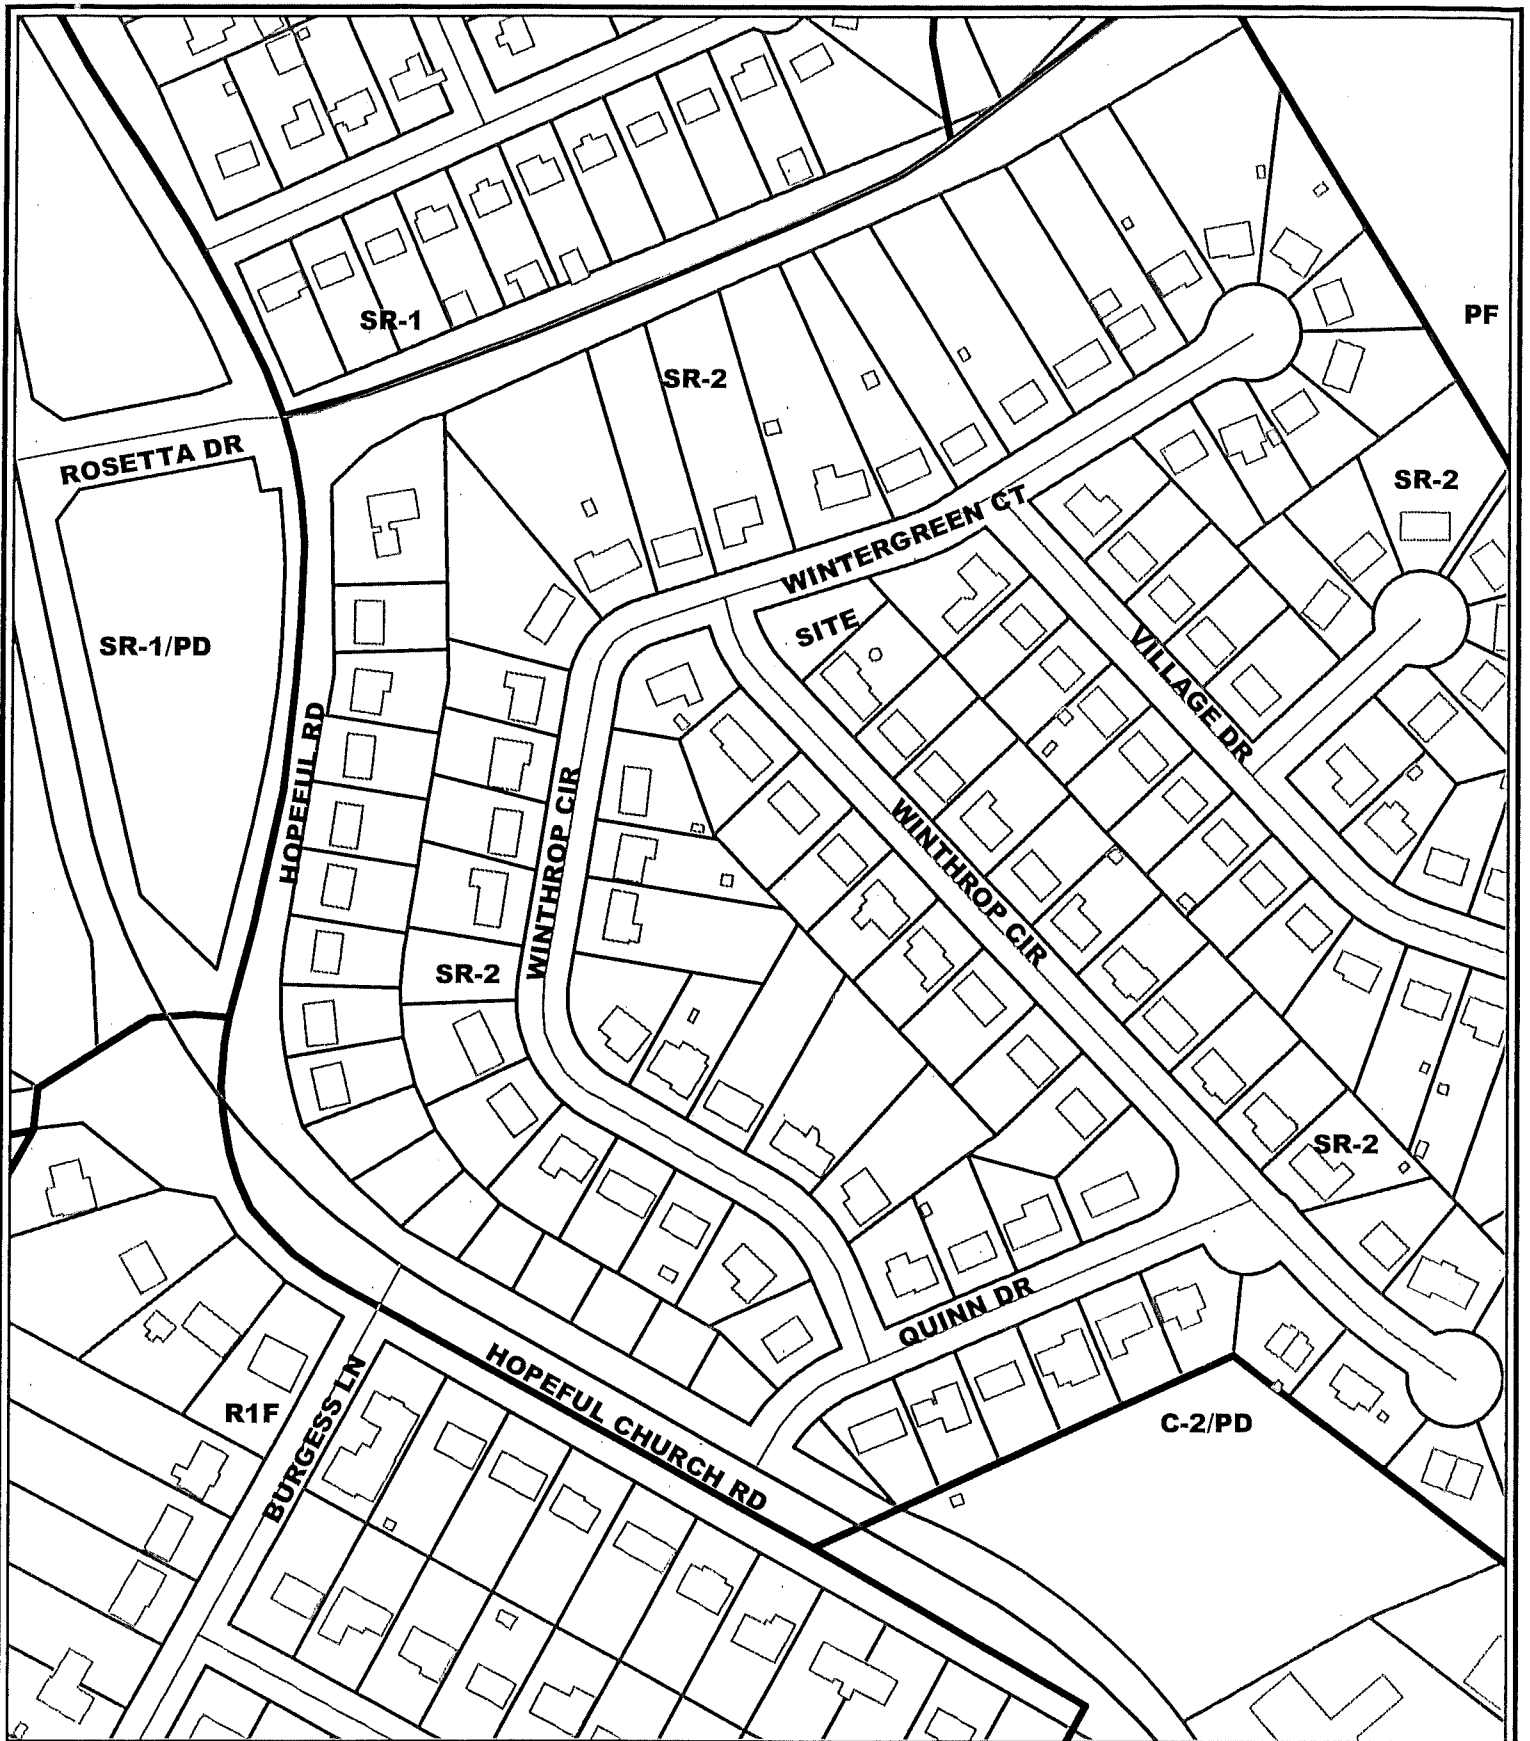 PF
SR-1
SR-2
ROSETTA DR
SR-2
WINTERGREEN CT
SITE
SR-1/PD
VILLAGE DR
HOPEFUL RD
WINTHROP CIR
WINTHROP CIR
SR-2
SR-2
QUINN DR
HOPEFUL CHURCH RD
R1F
BURGESS LN
C-2/PD